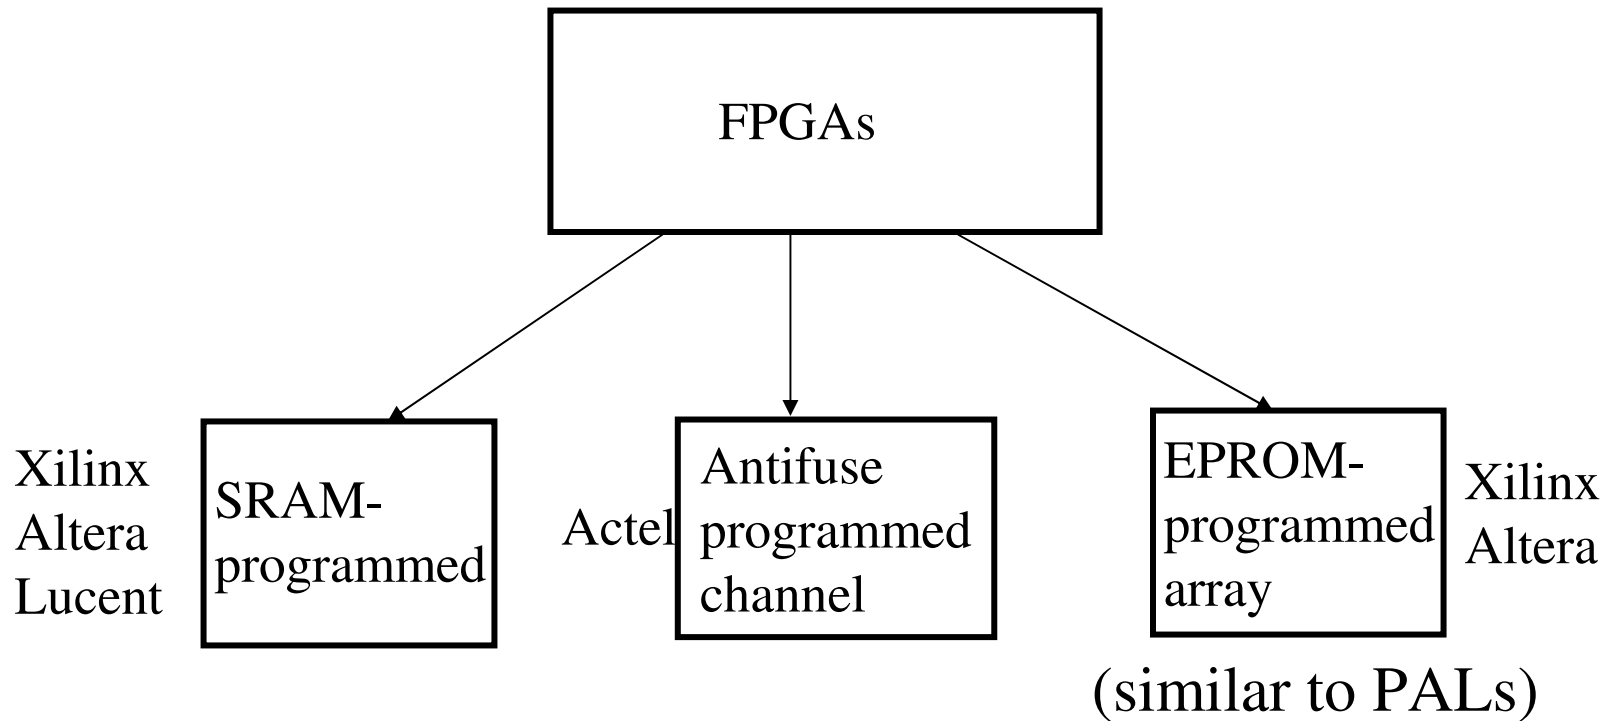 FPGAs
Xilinx
Altera
Lucent
SRAM-
programmed
Actel
Antifuse
programmed
channel
EPROM-
programmed
array
Xilinx
Altera
(similar to PALs)